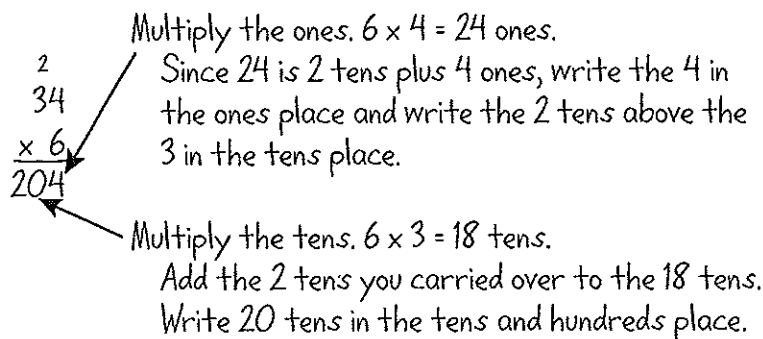 Multiply the ones. 6 x 4 = 24 ones.
Since 24 is 2 tens plus 4 ones, write the 4 in
the ones place and write the 2 tens above the
3 in the tens place.
2
34
x 6
204
Multiply the tens. 6 x 3 = 18 tens.
Add the 2 tens you carried over to the 18 tens.
Write 20 tens in the tens and hundreds place.